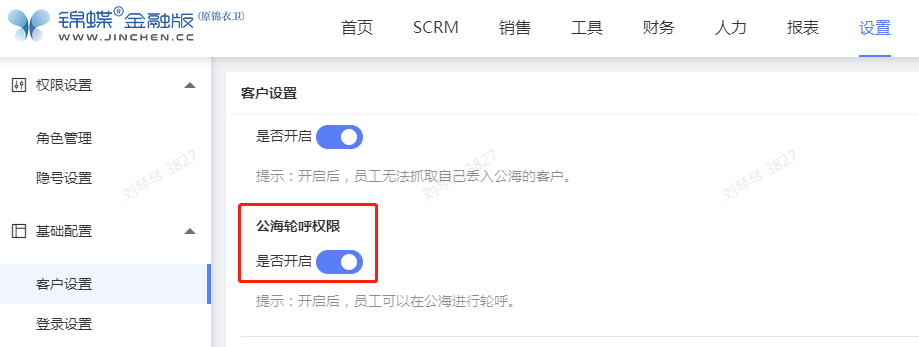 锦蝶®金融版(原锦衣卫)
WWW.JINCHEN.CC
首页 SCRM 销售 工具 财务 人力 报表 设置
权限设置
角色管理
隐号设置
基础配置
客户设置
登录设置
客户设置
是否开启
提示：开启后，员工无法抓取自己丢入公海的客户。
公海轮呼权限
是否开启
提示：开启后，员工可以在公海进行轮呼。
刘琴琴 3827
刘琴琴 3827
刘琴琴 3827